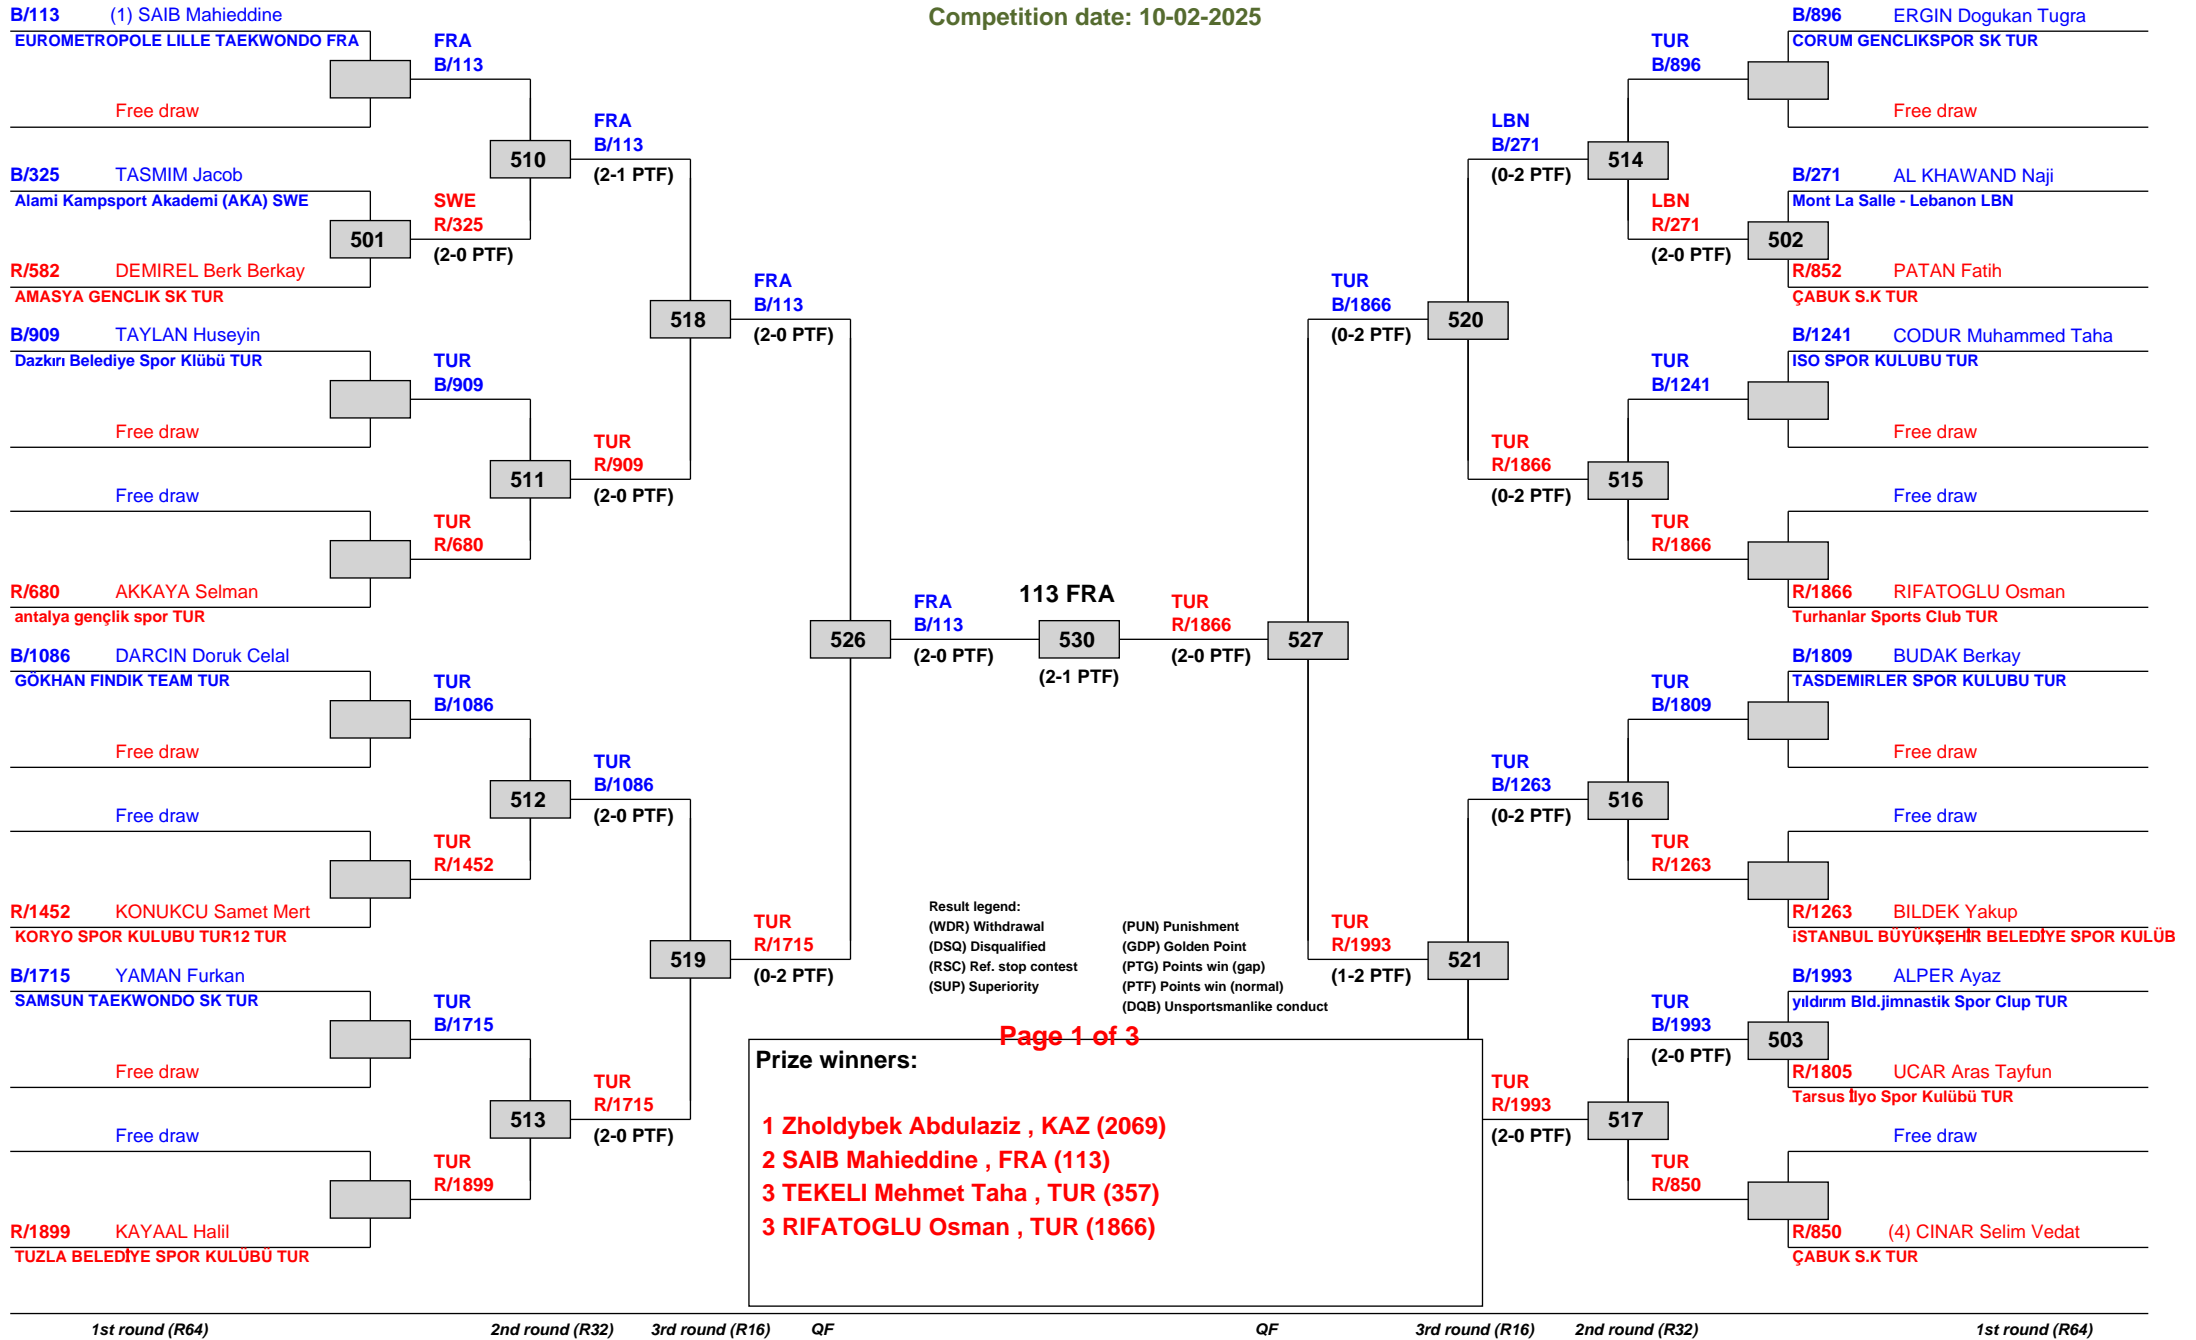 Competition date: 10-02-2025
B/113 (1) SAIB Mahieddine
EUROMETROPOLE LILLE TAEKWONDO FRA
Free draw
B/325 TASMIM Jacob
Alami Kampsport Akademi (AKA) SWE
501
R/582 DEMIREL Berk Berkay
AMASYA GENCLIK SK TUR
B/909 TAYLAN Huseyin
Dazkırı Belediye Spor Klübü TUR
Free draw
Free draw
R/680 AKKAYA Selman
antalya gençlik spor TUR
B/1086 DARCIN Doruk Celal
GÖKHAN FINDIK TEAM TUR
Free draw
Free draw
R/1452 KONUKCU Samet Mert
KORYO SPOR KULUBU TUR12 TUR
B/1715 YAMAN Furkan
SAMSUN TAEKWONDO SK TUR
Free draw
Free draw
R/1899 KAYAAL Halil
TUZLA BELEDİYE SPOR KULÜBÜ TUR
FRA
B/113
510
SWE
R/325
(2-0 PTF)
TUR
B/909
511
TUR
R/680
TUR
B/1086
512
TUR
R/1452
TUR
B/1715
513
TUR
R/1899
FRA
B/113
(2-1 PTF)
518
TUR
R/909
(2-0 PTF)
TUR
B/1086
(2-0 PTF)
519
TUR
R/1715
(2-0 PTF)
FRA
B/113
(2-0 PTF)
526
TUR
R/1715
(0-2 PTF)
FRA
B/113
(2-0 PTF)
113 FRA
530
(2-1 PTF)
TUR
R/1866
(2-0 PTF)
527
TUR
B/1866
(0-2 PTF)
520
TUR
R/1993
(1-2 PTF)
521
LBN
B/271
(0-2 PTF)
514
TUR
R/1866
(0-2 PTF)
515
TUR
B/1263
(0-2 PTF)
516
TUR
R/1993
(2-0 PTF)
517
TUR
B/896
LBN
R/271
(2-0 PTF)
502
TUR
B/1241
TUR
R/1866
TUR
B/1809
TUR
R/1263
TUR
B/1993
(2-0 PTF)
503
TUR
R/850
B/896 ERGIN Dogukan Tugra
CORUM GENCLIKSPOR SK TUR
Free draw
B/271 AL KHAWAND Naji
Mont La Salle - Lebanon LBN
R/852 PATAN Fatih
ÇABUK S.K TUR
B/1241 CODUR Muhammed Taha
ISO SPOR KULUBU TUR
Free draw
Free draw
R/1866 RIFATOGLU Osman
Turhanlar Sports Club TUR
B/1809 BUDAK Berkay
TASDEMIRLER SPOR KULUBU TUR
Free draw
Free draw
R/1263 BILDEK Yakup
iSTANBUL BÜYÜKŞEHİR BELEDİYE SPOR KULÜB
B/1993 ALPER Ayaz
yıldırım Bld.jimnastik Spor Clup TUR
R/1805 UCAR Aras Tayfun
Tarsus İlyo Spor Kulübü TUR
Free draw
R/850 (4) CINAR Selim Vedat
ÇABUK S.K TUR
Result legend:
(WDR) Withdrawal (PUN) Punishment
(DSQ) Disqualified (GDP) Golden Point
(RSC) Ref. stop contest (PTG) Points win (gap)
(SUP) Superiority (PTF) Points win (normal)
(DQB) Unsportsmanlike conduct
Page 1 of 3
Prize winners:
1 Zholdybek Abdulaziz , KAZ (2069)
2 SAIB Mahieddine , FRA (113)
3 TEKELI Mehmet Taha , TUR (357)
3 RIFATOGLU Osman , TUR (1866)
1st round (R64) 2nd round (R32) 3rd round (R16) QF QF 3rd round (R16) 2nd round (R32) 1st round (R64)